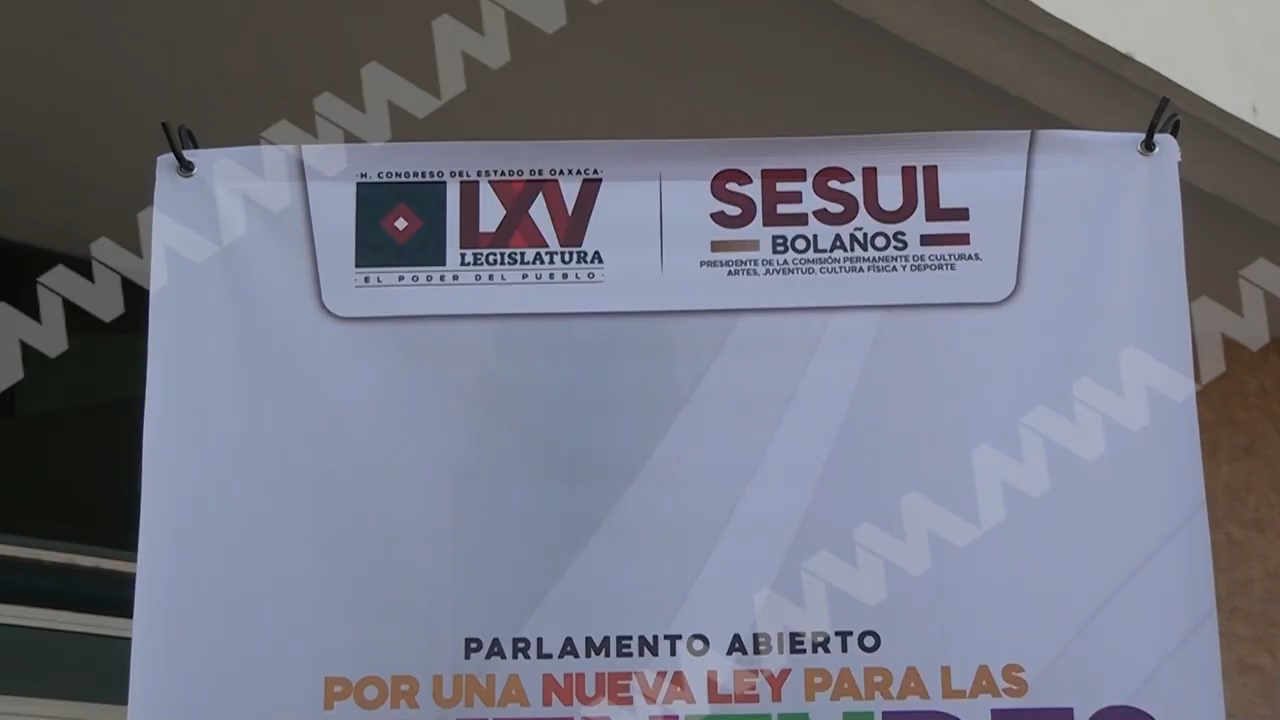 ·H. CONGRESO DEL ESTADO DE OAXACA·
LXV
LEGISLATURA
·EL PODER DEL PUEBLO·
SESUL
BOLAÑOS
PRESIDENTE DE LA COMISIÓN PERMANENTE DE CULTURAS,
ARTES, JUVENTUD, CULTURA FÍSICA Y DEPORTE
PARLAMENTO ABIERTO
POR UNA NUEVA LEY PARA LAS